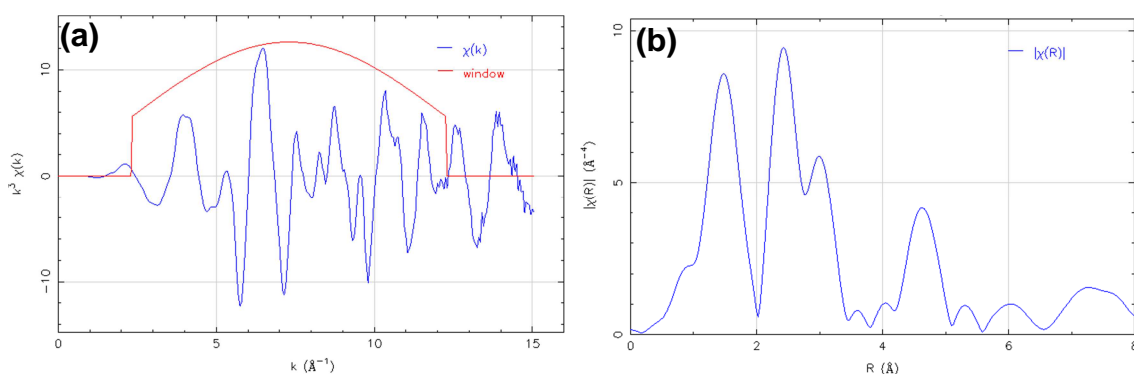 (a)
χ(k)
window
k³ χ(k)
10
0
−10
0
5
10
15
k (Å⁻¹)
(b)
|χ(R)|
|χ(R)| (Å⁻⁴)
10
5
0
0
2
4
6
8
R (Å)